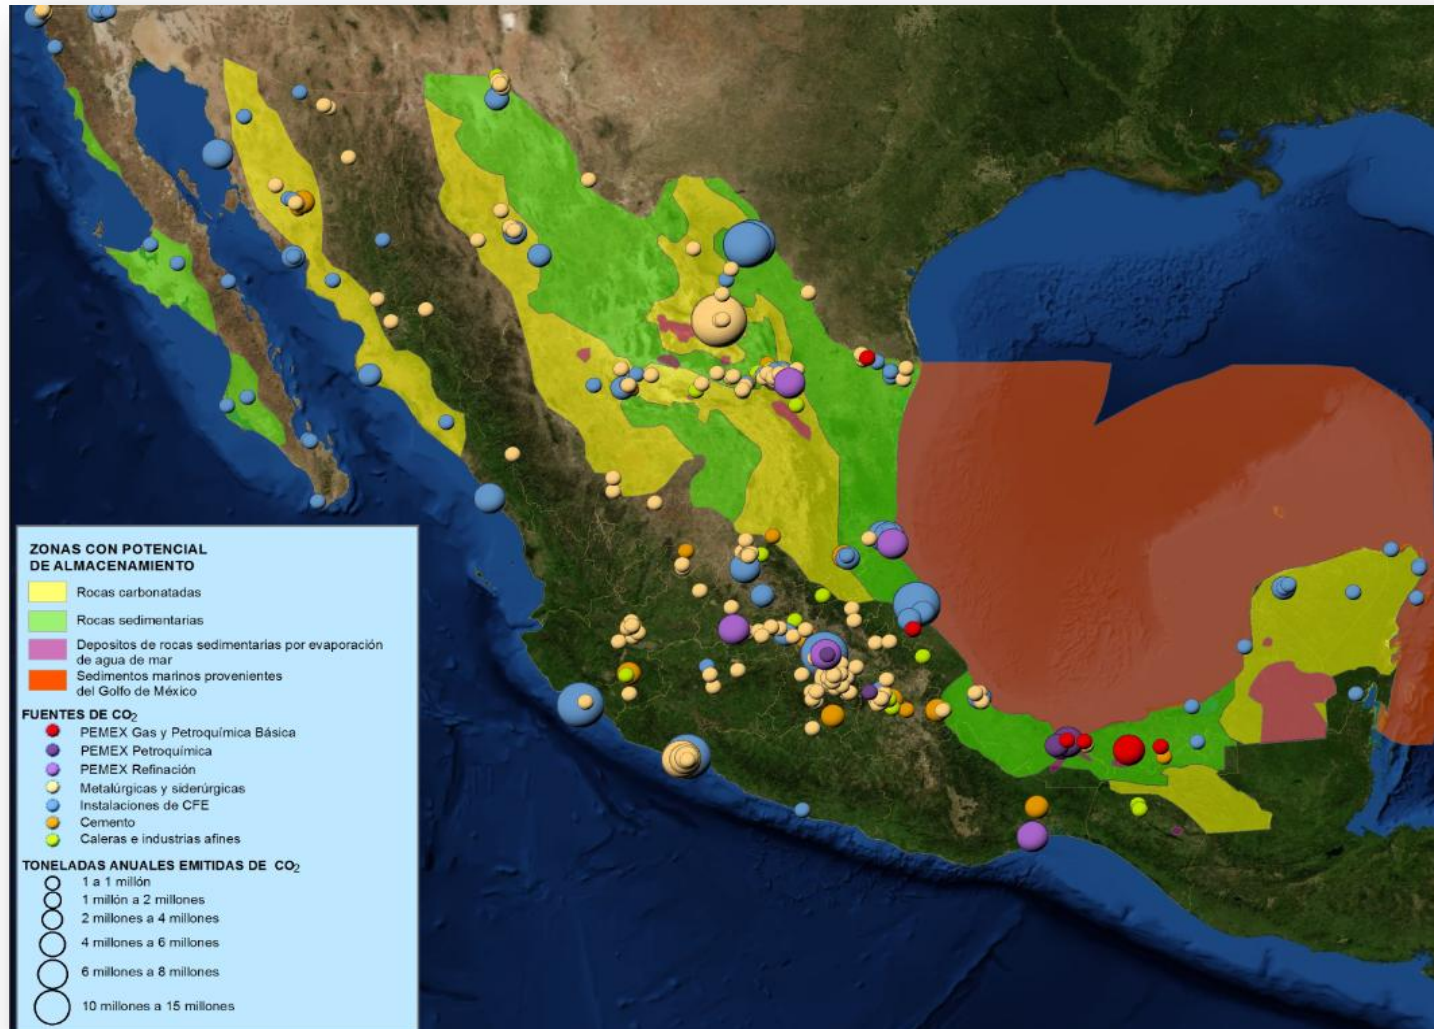 ZONAS CON POTENCIAL
DE ALMACENAMIENTO
Rocas carbonatadas
Rocas sedimentarias
Depositos de rocas sedimentarias por evaporación
de agua de mar
Sedimentos marinos provenientes
del Golfo de México
FUENTES DE CO2
PEMEX Gas y Petroquímica Básica
PEMEX Petroquímica
PEMEX Refinación
Metalúrgicas y siderúrgicas
Instalaciones de CFE
Cemento
Caleras e industrias afines
TONELADAS ANUALES EMITIDAS DE CO2
1 a 1 millón
1 millón a 2 millones
2 millones a 4 millones
4 millones a 6 millones
6 millones a 8 millones
10 millones a 15 millones